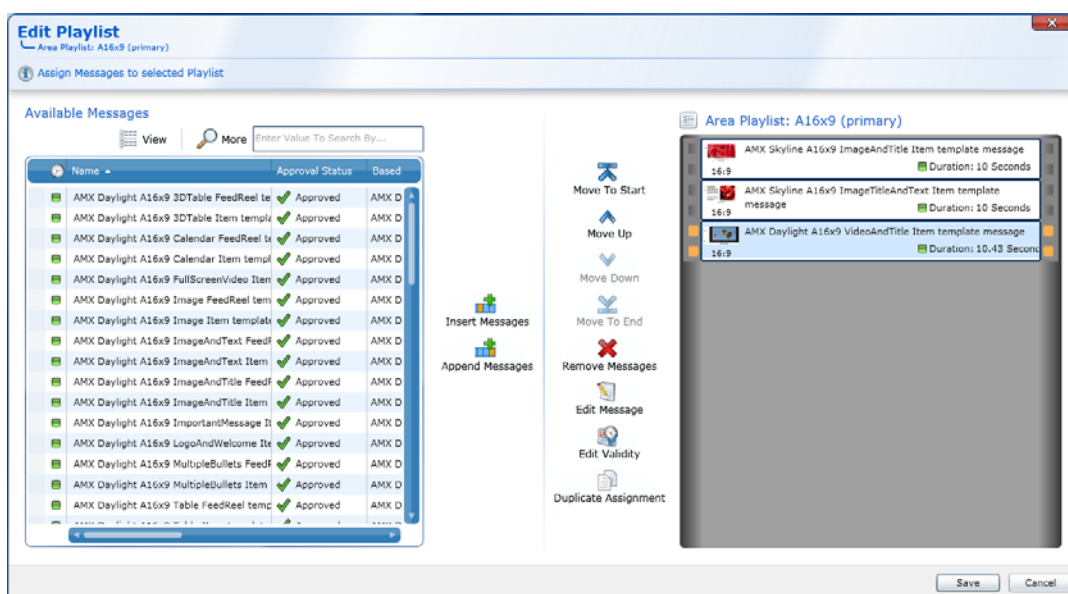 Edit Playlist
Area Playlist: A16x9 (primary)
Assign Messages to selected Playlist
Available Messages
View
More
Enter Value To Search By...
Name
Approval Status
Based
AMX Daylight A16x9 3DTable FeedReel te Approved AMX D
AMX Daylight A16x9 3DTable Item templa Approved AMX D
AMX Daylight A16x9 Calendar FeedReel te Approved AMX D
AMX Daylight A16x9 Calendar Item templ Approved AMX D
AMX Daylight A16x9 FullScreenVideo Item Approved AMX D
AMX Daylight A16x9 Image FeedReel tem Approved AMX D
AMX Daylight A16x9 Image Item template Approved AMX D
AMX Daylight A16x9 ImageAndText FeedR Approved AMX D
AMX Daylight A16x9 ImageAndText Item Approved AMX D
AMX Daylight A16x9 ImageAndTitle FeedR Approved AMX D
AMX Daylight A16x9 ImageAndTitle Item Approved AMX D
AMX Daylight A16x9 ImportantMessage It Approved AMX D
AMX Daylight A16x9 LogoAndWelcome Ite Approved AMX D
AMX Daylight A16x9 MultipleBullets FeedR Approved AMX D
AMX Daylight A16x9 MultipleBullets Item Approved AMX D
AMX Daylight A16x9 Table FeedReel temp Approved AMX D
Insert Messages
Append Messages
Move To Start
Move Up
Move Down
Move To End
Remove Messages
Edit Message
Edit Validity
Duplicate Assignment
Area Playlist: A16x9 (primary)
AMX Skyline A16x9 ImageAndTitle Item template message
16:9
Duration: 10 Seconds
AMX Skyline A16x9 ImageTitleAndText Item template
message
16:9
Duration: 10 Seconds
AMX Daylight A16x9 VideoAndTitle Item template message
16:9
Duration: 10.43 Second
Save
Cancel